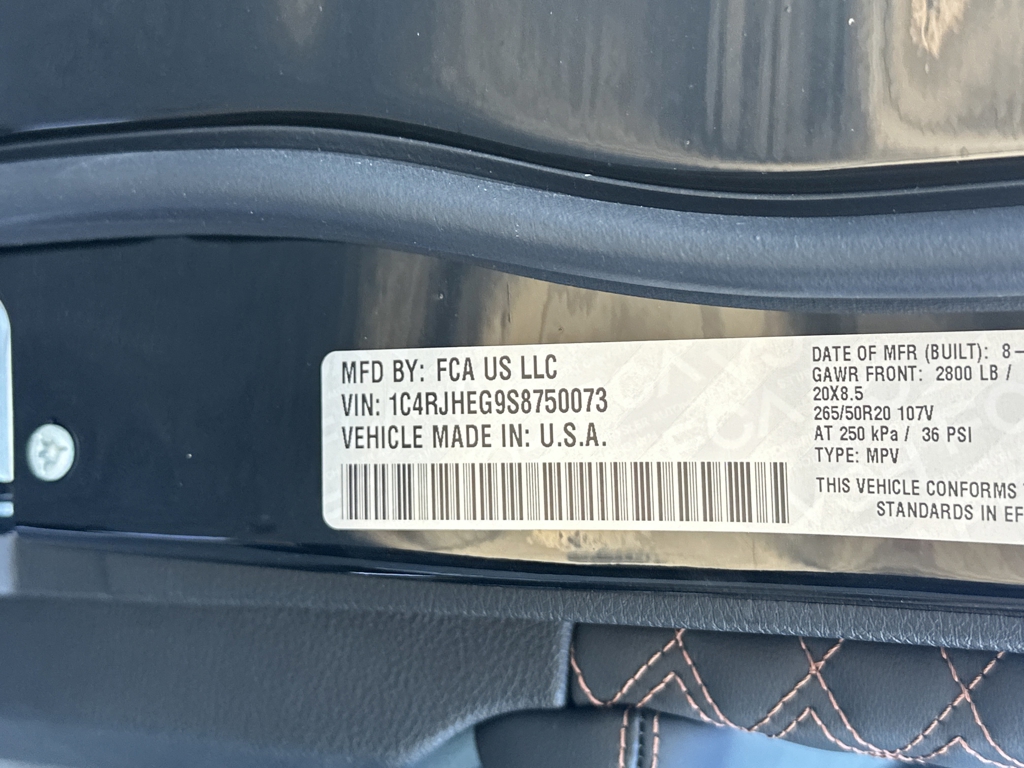 MFD BY: FCA US LLC
VIN: 1C4RJHEG9S8750073
VEHICLE MADE IN: U.S.A.
DATE OF MFR (BUILT): 8-
GAWR FRONT: 2800 LB /
20X8.5
265/50R20 107V
AT 250 kPa / 36 PSI
TYPE: MPV
THIS VEHICLE CONFORMS
STANDARDS IN EF